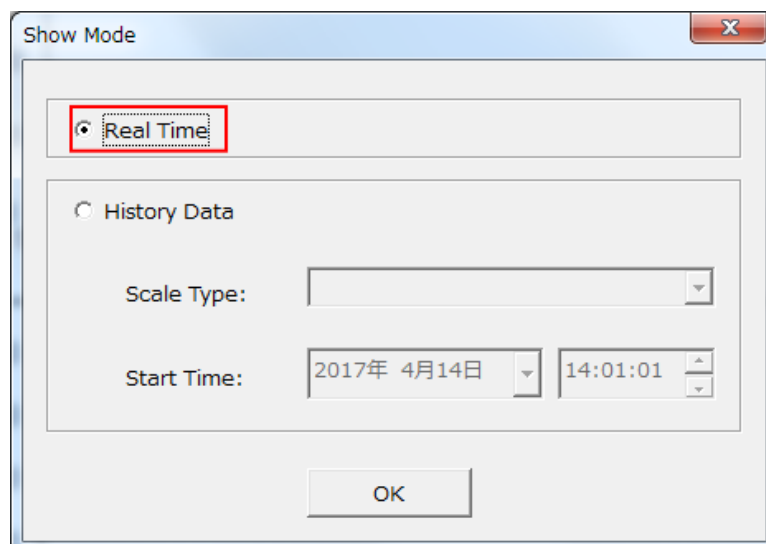 Show Mode
Real Time
History Data
Scale Type:
Start Time: 2017年 4月14日 14:01:01
OK